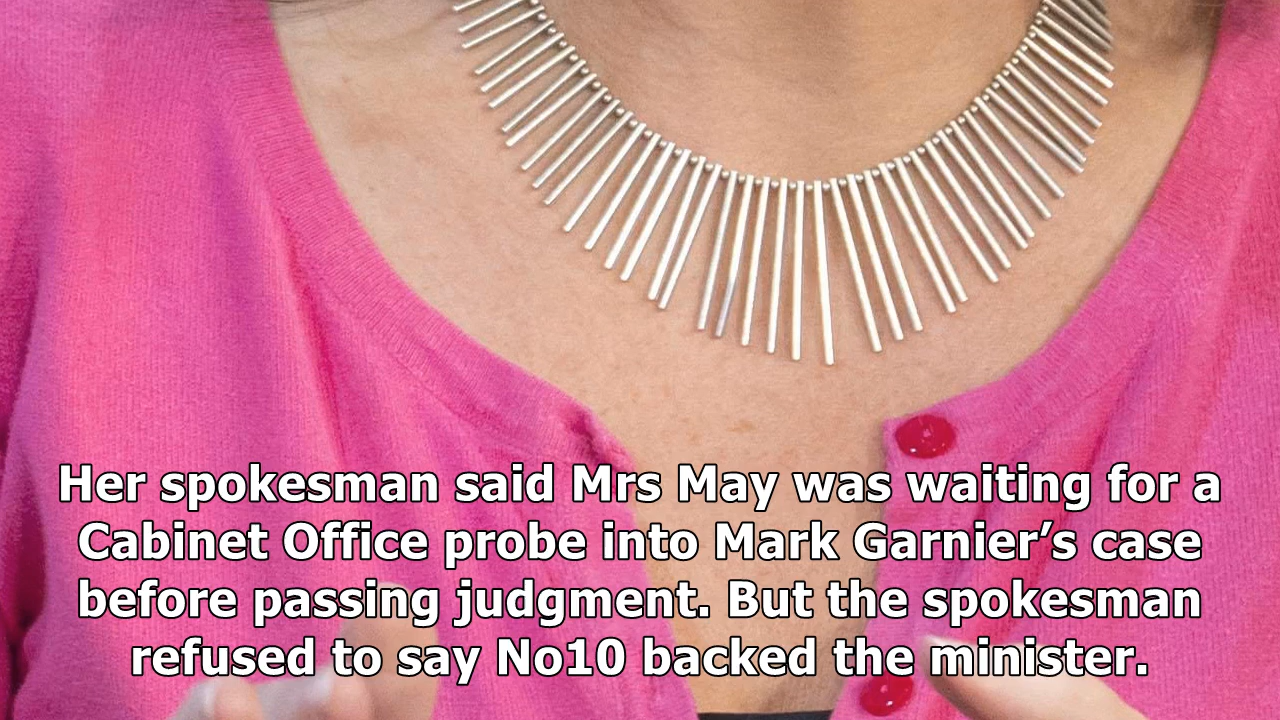 Her spokesman said Mrs May was waiting for a
Cabinet Office probe into Mark Garnier’s case
before passing judgment. But the spokesman
refused to say No10 backed the minister.